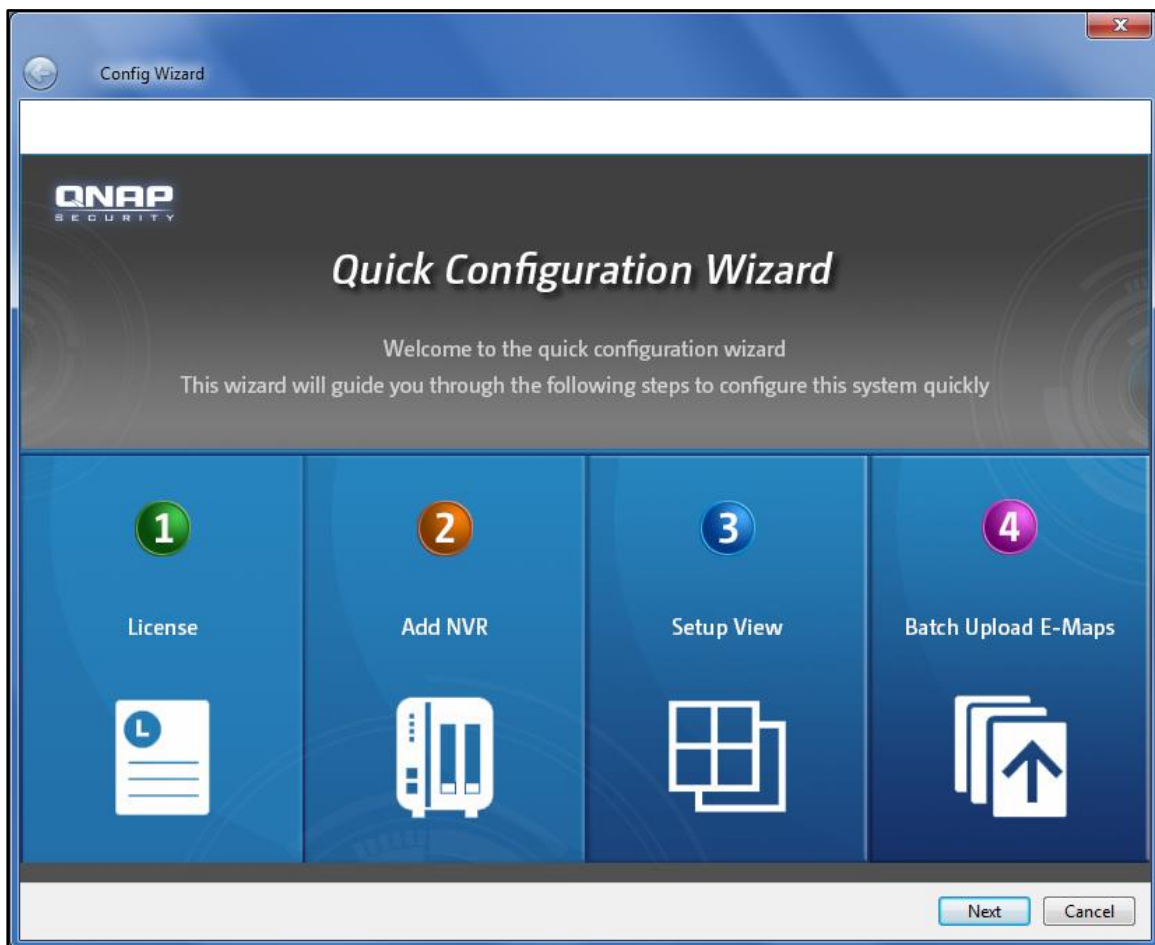 X
Config Wizard
QNAP
SECURITY
Quick Configuration Wizard
Welcome to the quick configuration wizard
This wizard will guide you through the following steps to configure this system quickly
1
2
3
4
License
Add NVR
Setup View
Batch Upload E-Maps
L
Next
Cancel